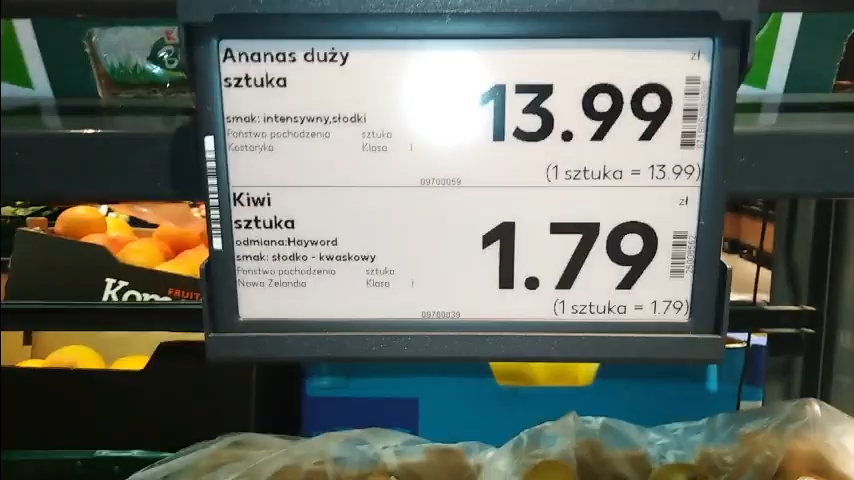 Ananas duży
sztuka
zł
13.99
smak: intensywny,słodki
Państwo pochodzenia sztuka
Kostaryka Klasa I
(1 sztuka = 13.99)
09700059
Kiwi
sztuka
zł
1.79
odmiana:Hayword
smak: słodko - kwaskowy
Państwo pochodzenia sztuka
Nowa Zelandia Klasa I
(1 sztuka = 1.79)
09700039
Kom
FRUIT